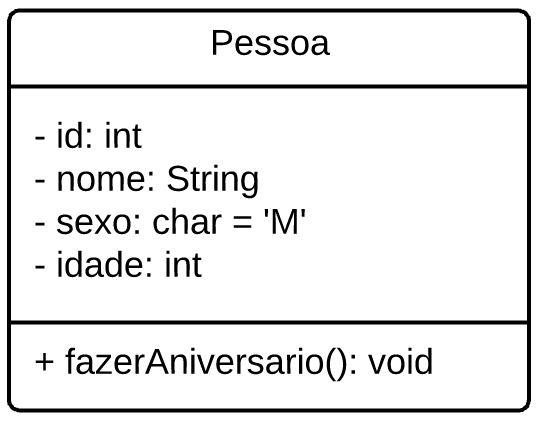 Pessoa
- id: int
- nome: String
- sexo: char = 'M'
- idade: int
+ fazerAniversario(): void